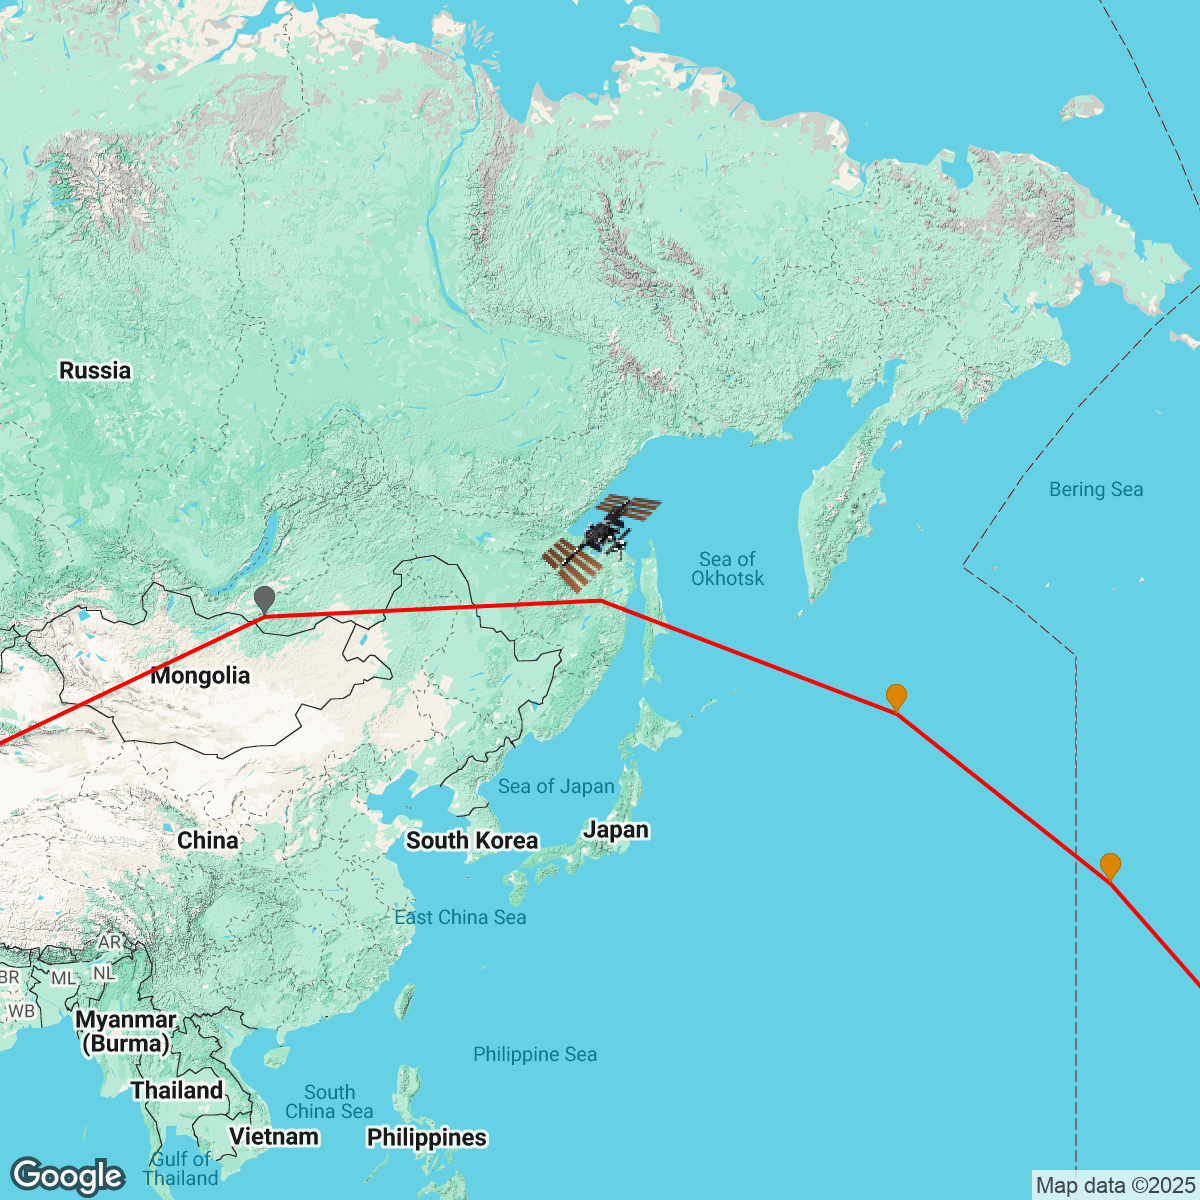 Russia
Bering Sea
Sea of
Okhotsk
Mongolia
Sea of Japan
Japan
China
South Korea
East China Sea
AR
BR
ML
NL
WB
Myanmar
(Burma)
Philippine Sea
Thailand
South
China Sea
Vietnam
Philippines
Gulf of
Thailand
Google
Map data ©2025